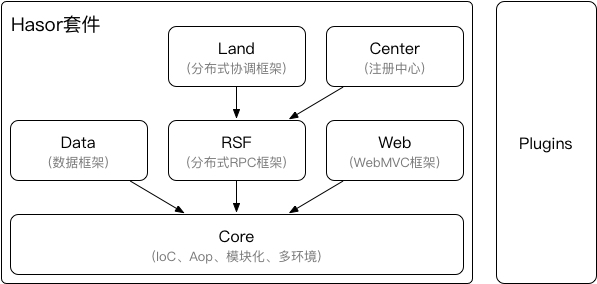 Hasor套件
Land
(分布式协调框架)
Center
(注册中心)
Data
(数据框架)
RSF
(分布式RPC框架)
Web
(WebMVC框架)
Core
(IoC、Aop、模块化、多环境)
Plugins